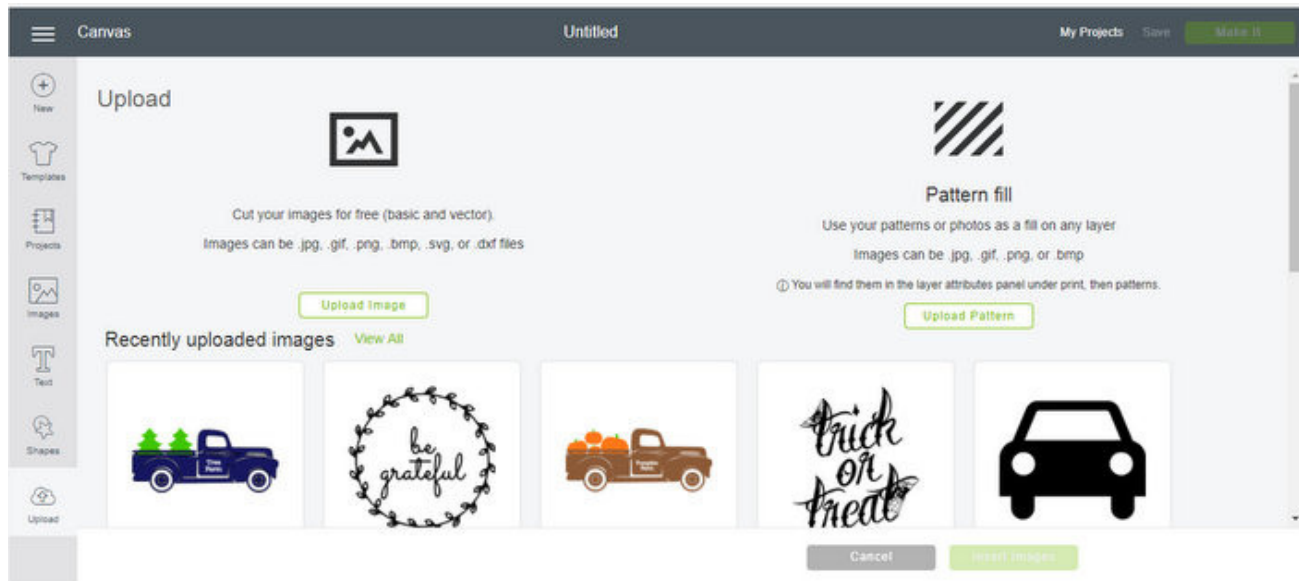 Canvas
Untitled
My Projects Save Make It
New
Templates
Projects
Images
Text
Shapes
Upload
Upload
Cut your images for free (basic and vector).
Images can be .jpg, .gif, .png, .bmp, .svg, or .dxf files
Upload Image
Pattern fill
Use your patterns or photos as a fill on any layer
Images can be .jpg, .gif, .png, or .bmp
You will find them in the layer attributes panel under print, then patterns.
Upload Pattern
Recently uploaded images View All
Tree
Farm
be
grateful
Pumpkin
Farm
trick
or
treat
Cancel
Insert Images